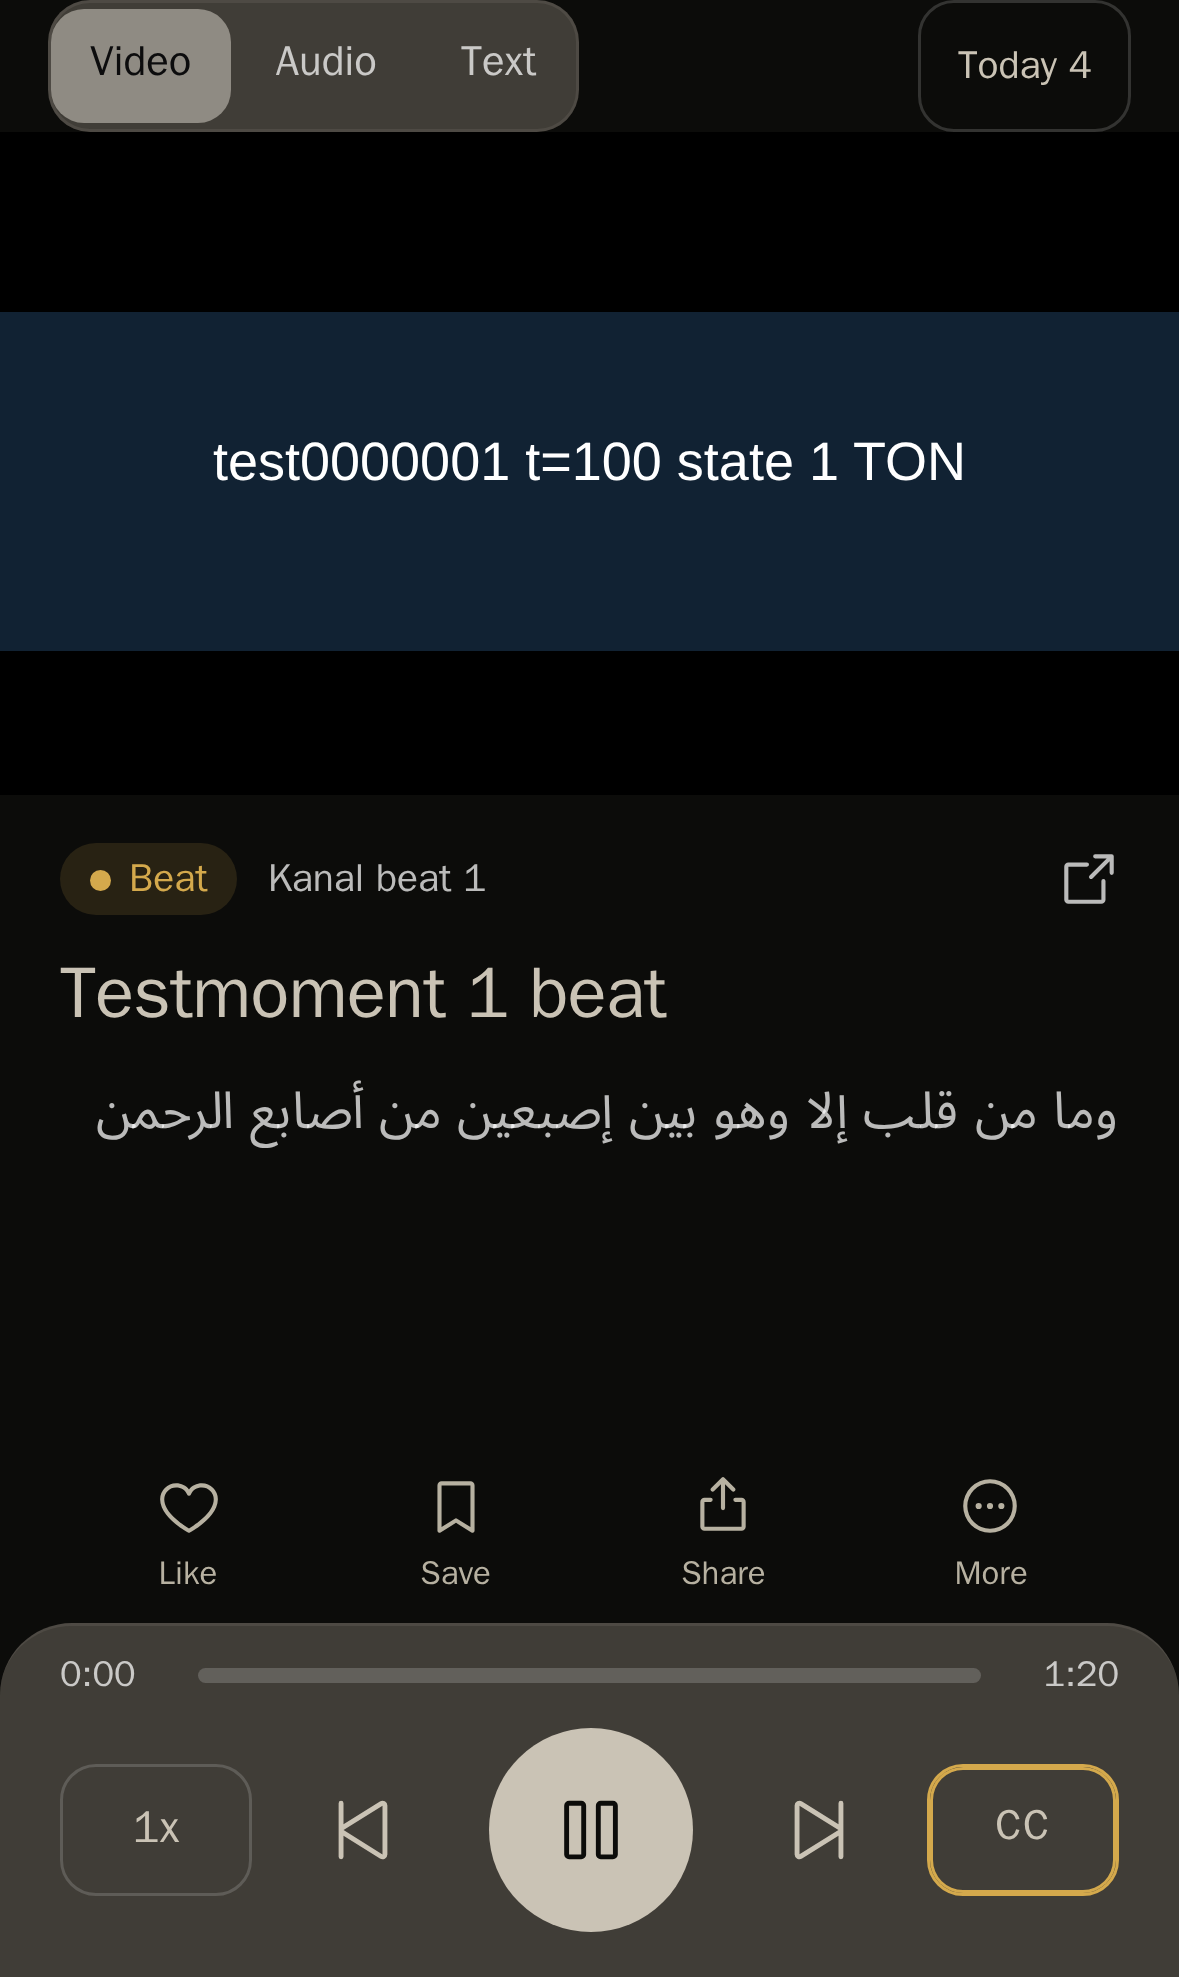 Video Audio Text Today 4
test0000001 t=100 state 1 TON
Beat Kanal beat 1
Testmoment 1 beat
وما من قلب إلا وهو بين إصبعين من أصابع الرحمن
Like Save Share More
0:00 1:20
1x CC